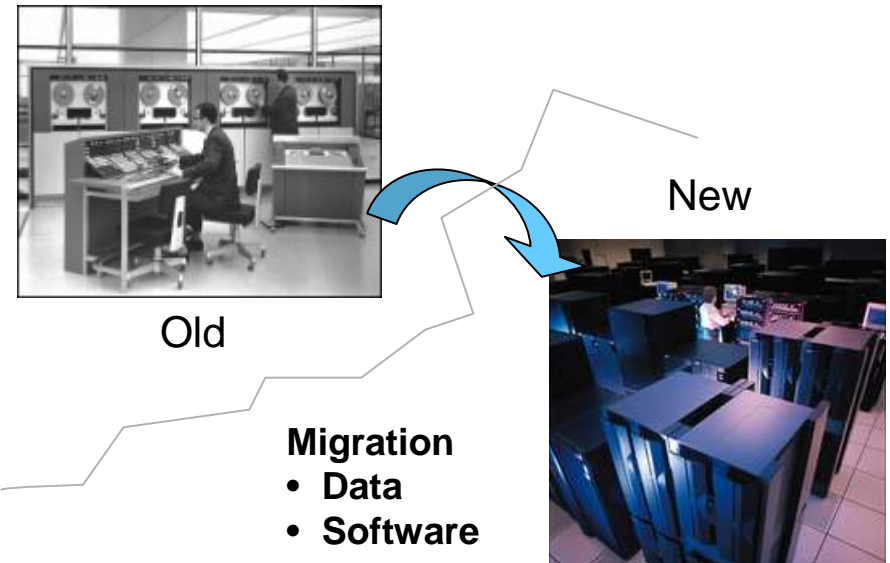 New
Old
Migration
• Data
• Software